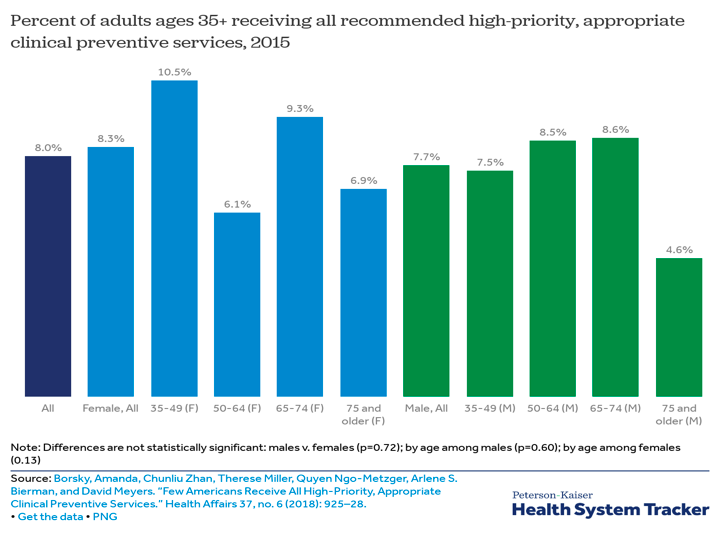 Percent of adults ages 35+ receiving all recommended high-priority, appropriate
clinical preventive services, 2015
8.0%
8.3%
10.5%
6.1%
9.3%
6.9%
7.7%
7.5%
8.5%
8.6%
4.6%
All
Female, All
35-49 (F)
50-64 (F)
65-74 (F)
75 and
older (F)
Male, All
35-49 (M)
50-64 (M)
65-74 (M)
75 and
older (M)
Note: Differences are not statistically significant: males v. females (p=0.72); by age among males (p=0.60); by age among females
(0.13)
Source: Borsky, Amanda, Chunliu Zhan, Therese Miller, Quyen Ngo-Metzger, Arlene S.
Bierman, and David Meyers. "Few Americans Receive All High-Priority, Appropriate
Clinical Preventive Services." Health Affairs 37, no. 6 (2018): 925–28.
• Get the data • PNG
Peterson-Kaiser
Health System Tracker